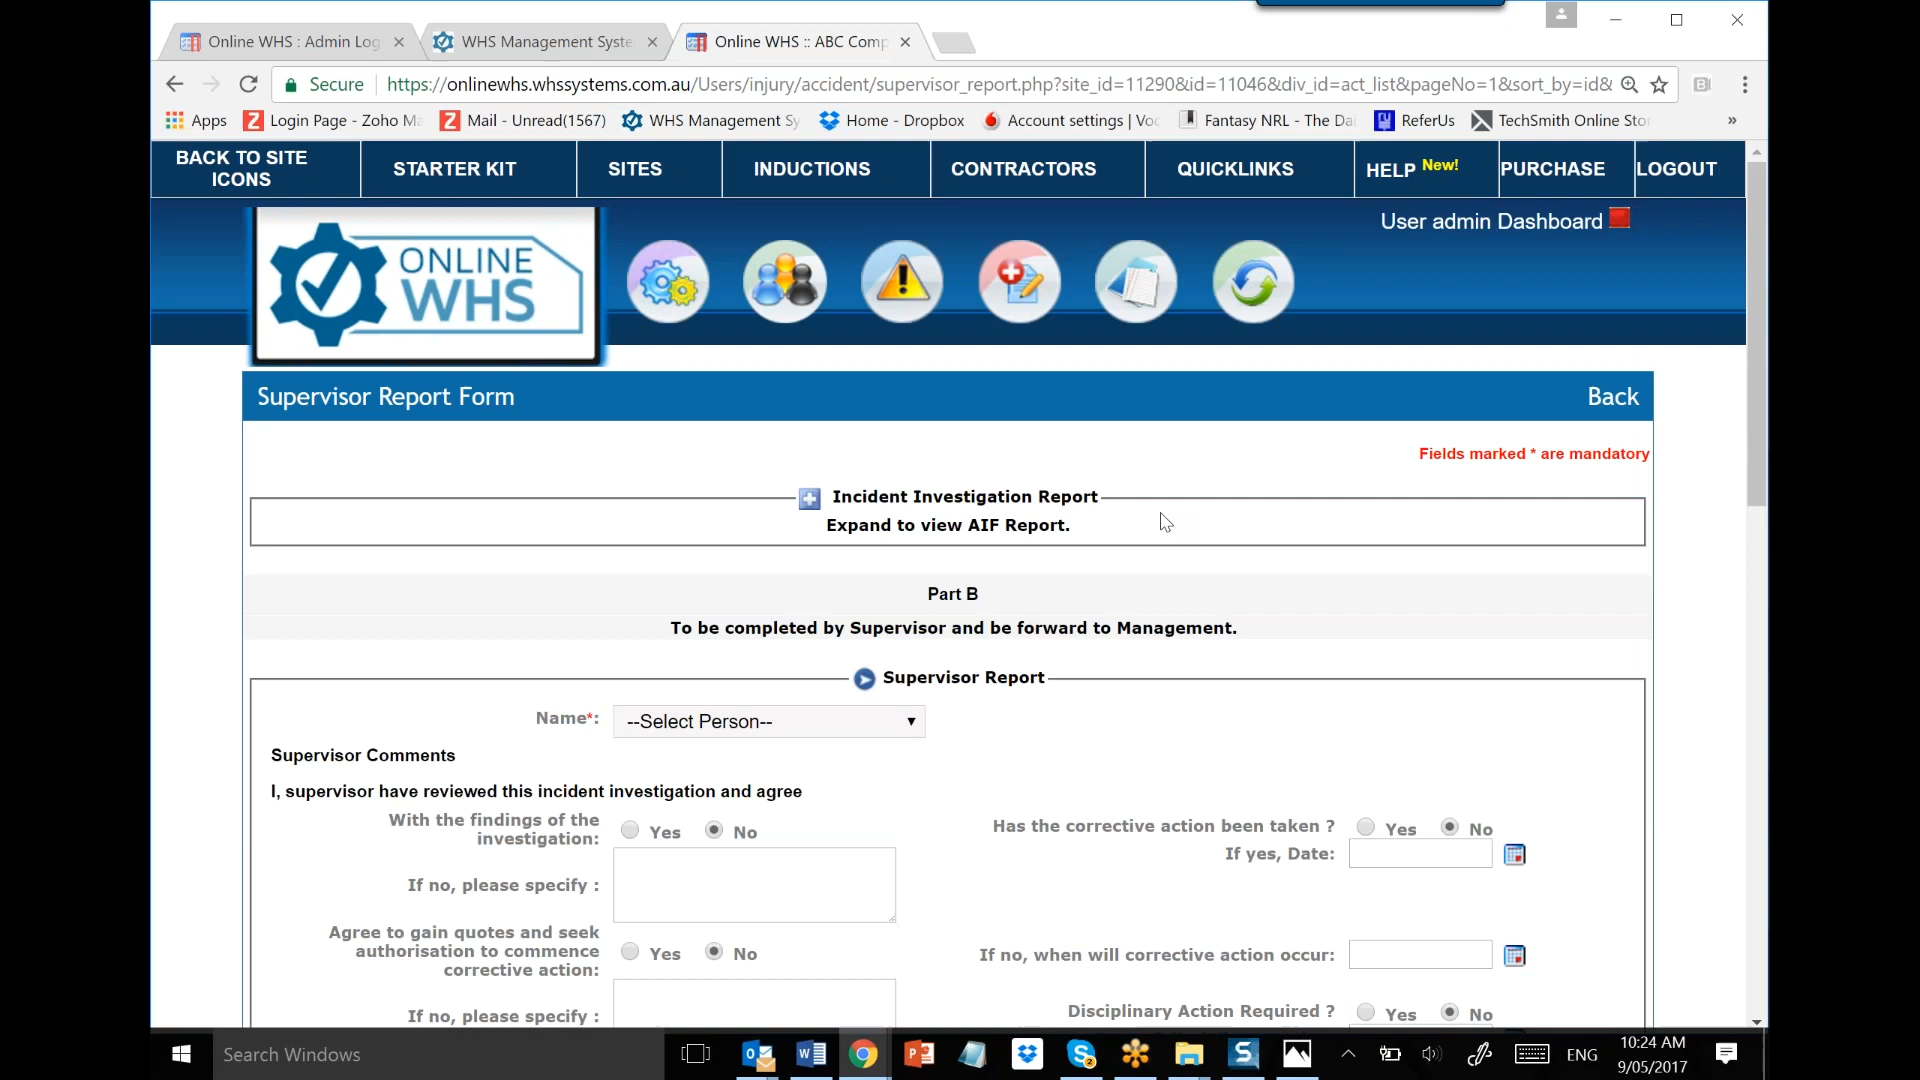 Online WHS : Admin Log
WHS Management Syste
Online WHS :: ABC Comp
Secure
https://onlinewhs.whssystems.com.au/Users/injury/accident/supervisor_report.php?site_id=11290&id=11046&div_id=act_list&pageNo=1&sort_by=id&
Apps
Login Page - Zoho Ma
Mail - Unread(1567)
WHS Management Sy
Home - Dropbox
Account settings | Vo
Fantasy NRL - The Dai
ReferUs
TechSmith Online Stor
»
BACK TO SITE
ICONS
STARTER KIT
SITES
INDUCTIONS
CONTRACTORS
QUICKLINKS
HELP New!
PURCHASE
LOGOUT
User admin Dashboard
ONLINE
WHS
Supervisor Report Form
Back
Fields marked * are mandatory
Incident Investigation Report
Expand to view AIF Report.
Part B
To be completed by Supervisor and be forward to Management.
Supervisor Report
Name*:
--Select Person--
Supervisor Comments
I, supervisor have reviewed this incident investigation and agree
With the findings of the
investigation:
Yes No
Has the corrective action been taken ?
Yes No
If yes, Date:
If no, please specify :
Agree to gain quotes and seek
authorisation to commence
corrective action:
Yes No
If no, when will corrective action occur:
If no, please specify :
Disciplinary Action Required ?
Yes No
Search Windows
ENG
10:24 AM
9/05/2017